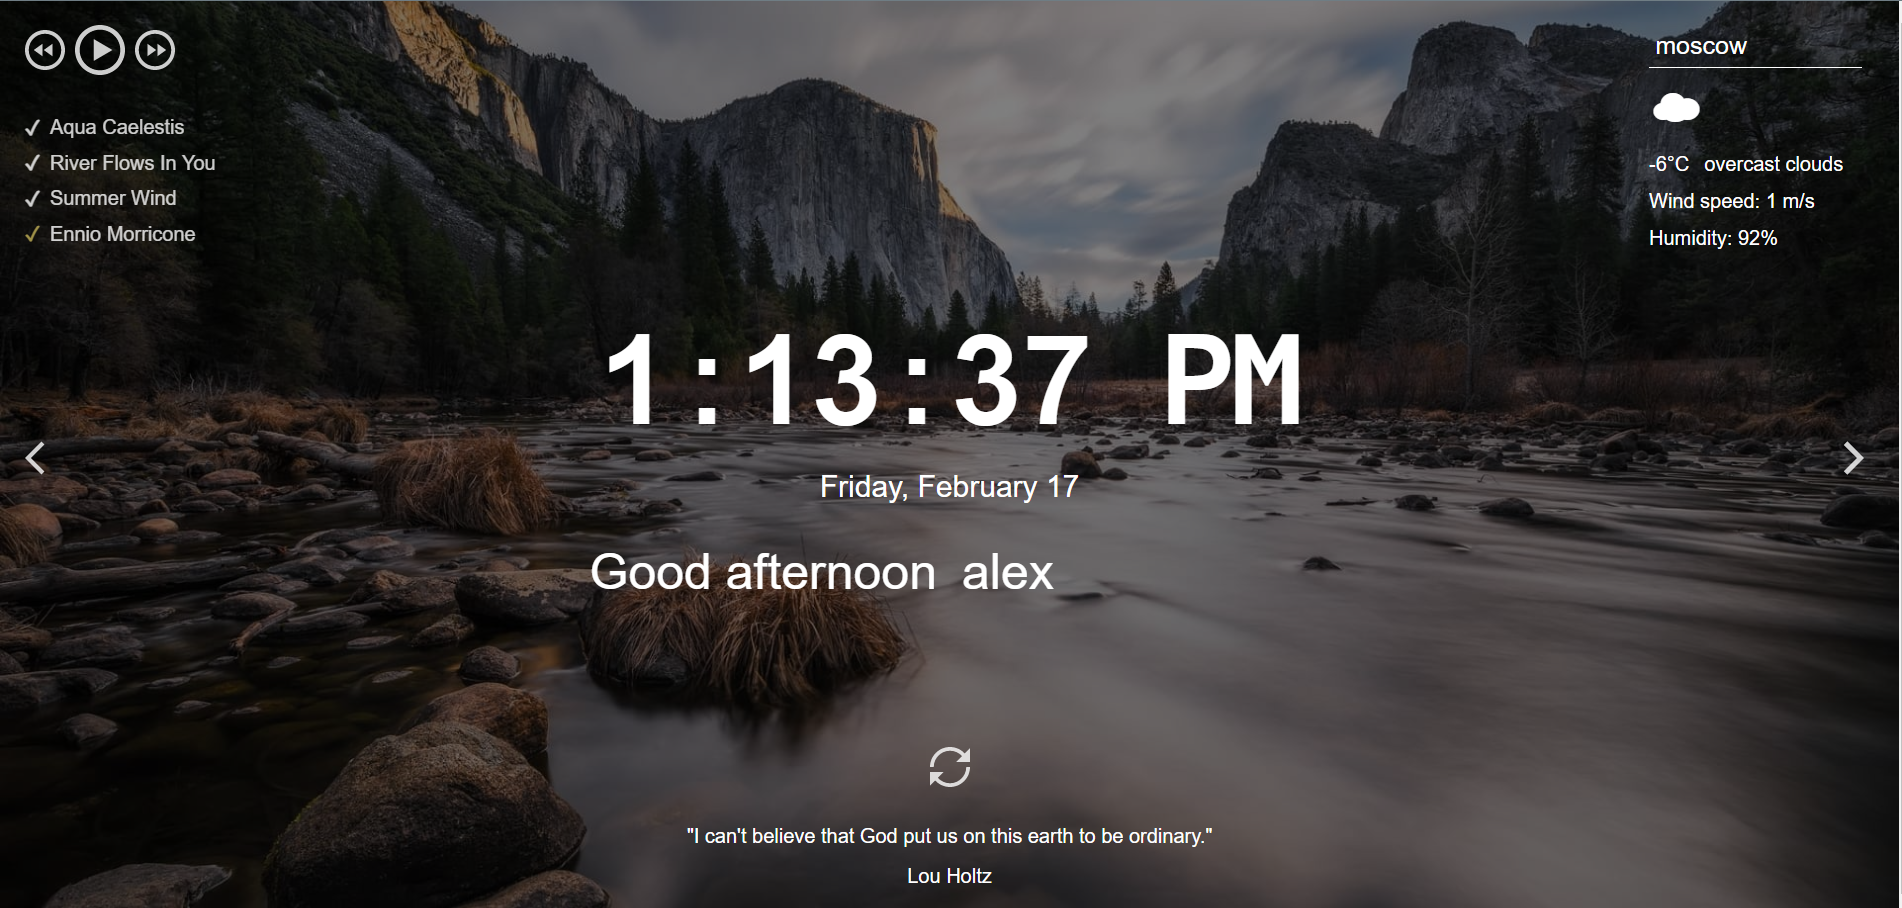 Aqua Caelestis
River Flows In You
Summer Wind
Ennio Morricone
moscow
-6°C overcast clouds
Wind speed: 1 m/s
Humidity: 92%
1:13:37 PM
Friday, February 17
Good afternoon alex
"I can't believe that God put us on this earth to be ordinary."
Lou Holtz